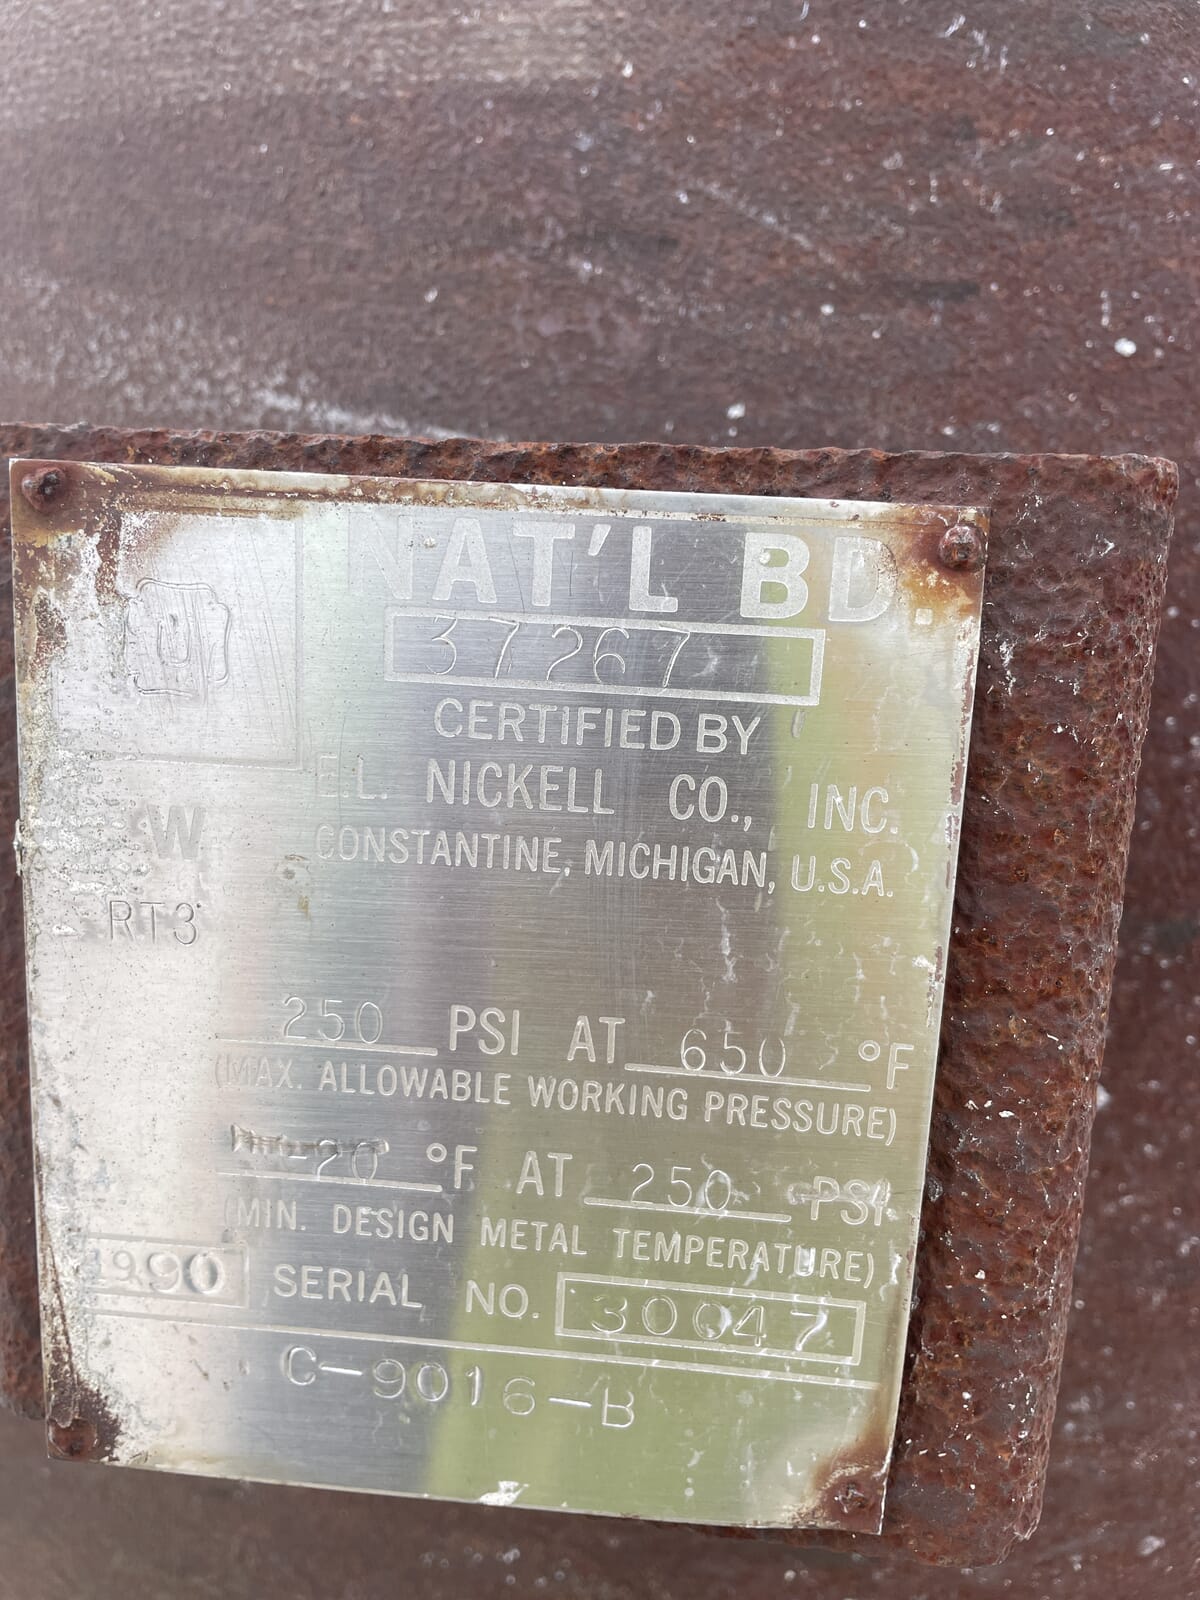 NAT'L BD.
U
37267
CERTIFIED BY
E.L. NICKELL CO., INC.
W
CONSTANTINE, MICHIGAN, U.S.A.
RT3
250 PSI AT 650 °F
(MAX. ALLOWABLE WORKING PRESSURE)
-20 °F AT 250 PSI
(MIN. DESIGN METAL TEMPERATURE)
1990 SERIAL NO. 30047
C-9016-B